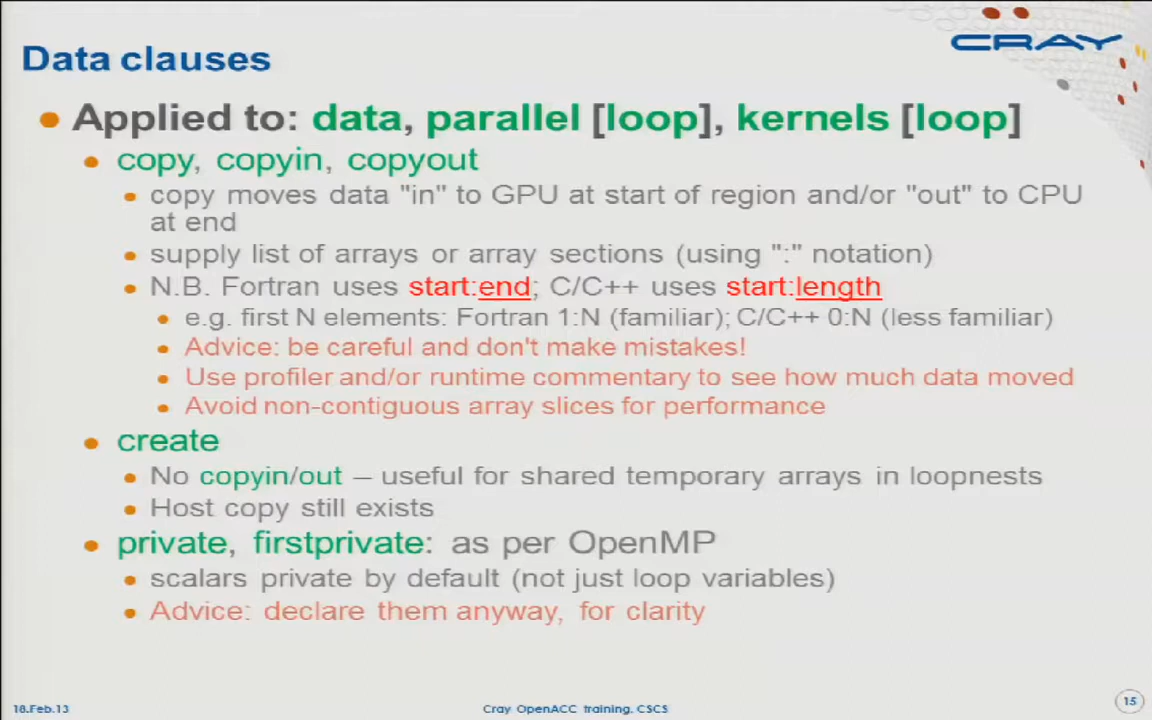 CRAY
Data clauses
Applied to: data, parallel [loop], kernels [loop]
copy, copyin, copyout
copy moves data "in" to GPU at start of region and/or "out" to CPU
at end
supply list of arrays or array sections (using ":" notation)
N.B. Fortran uses start:end; C/C++ uses start:length
e.g. first N elements: Fortran 1:N (familiar); C/C++ 0:N (less familiar)
Advice: be careful and don't make mistakes!
Use profiler and/or runtime commentary to see how much data moved
Avoid non-contiguous array slices for performance
create
No copyin/out – useful for shared temporary arrays in loopnests
Host copy still exists
private, firstprivate: as per OpenMP
scalars private by default (not just loop variables)
Advice: declare them anyway, for clarity
18.Feb.13
Cray OpenACC training, CSCS
15